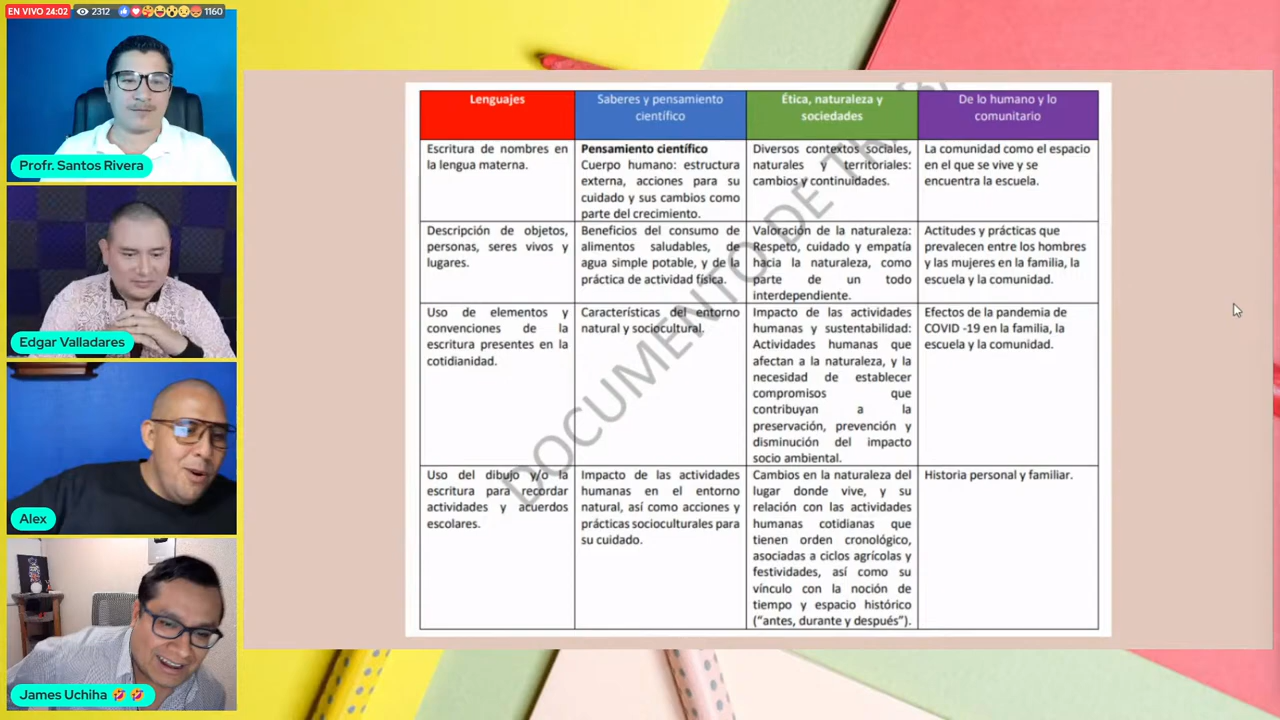 EN VIVO 24:02 2312 1160
Profr. Santos Rivera
Edgar Valladares
Alex
James Uchiha 🤣 🤣
Lenguajes
Saberes y pensamiento
científico
Ética, naturaleza y
sociedades
De lo humano y lo
comunitario
Escritura de nombres en
la lengua materna.
Pensamiento científico
Cuerpo humano: estructura
externa, acciones para su
cuidado y sus cambios como
parte del crecimiento.
Diversos contextos sociales,
naturales y territoriales:
cambios y continuidades.
La comunidad como el espacio
en el que se vive y se
encuentra la escuela.
Descripción de objetos,
personas, seres vivos y
lugares.
Beneficios del consumo de
alimentos saludables, de
agua simple potable, y de la
práctica de actividad física.
Valoración de la naturaleza:
Respeto, cuidado y empatía
hacia la naturaleza, como
parte de un todo
interdependiente.
Actitudes y prácticas que
prevalecen entre los hombres
y las mujeres en la familia, la
escuela y la comunidad.
Uso de elementos y
convenciones de la
escritura presentes en la
cotidianidad.
Características del entorno
natural y sociocultural.
Impacto de las actividades
humanas y sustentabilidad:
Actividades humanas que
afectan a la naturaleza, y la
necesidad de establecer
compromisos que
contribuyan a la
preservación, prevención y
disminución del impacto
socio ambiental.
Efectos de la pandemia de
COVID -19 en la familia, la
escuela y la comunidad.
Uso del dibujo y/o la
escritura para recordar
actividades y acuerdos
escolares.
Impacto de las actividades
humanas en el entorno
natural, así como acciones y
prácticas socioculturales para
su cuidado.
Cambios en la naturaleza del
lugar donde vive, y su
relación con las actividades
humanas cotidianas que
tienen orden cronológico,
asociadas a ciclos agrícolas y
festividades, así como su
vínculo con la noción de
tiempo y espacio histórico
(“antes, durante y después”).
Historia personal y familiar.
DOCUMENTO DE